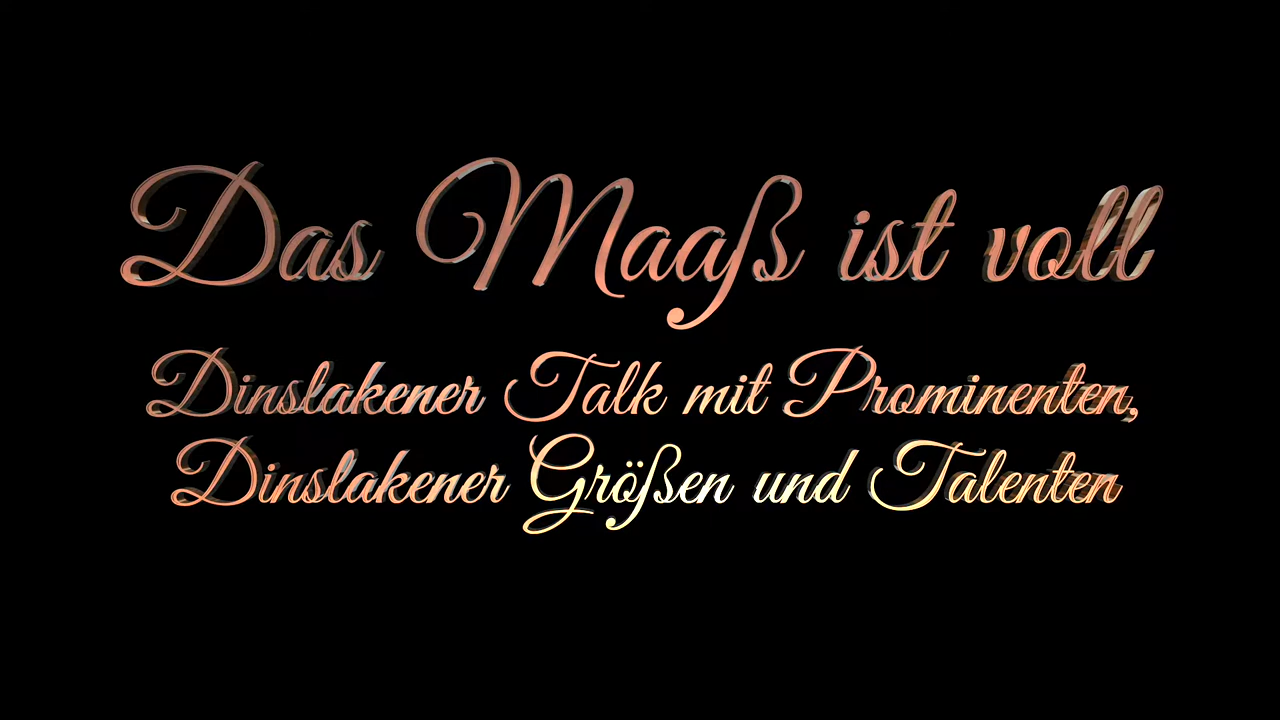 Das Maaß ist voll
Dinslakener Talk mit Prominenten,
Dinslakener Größen und Talenten